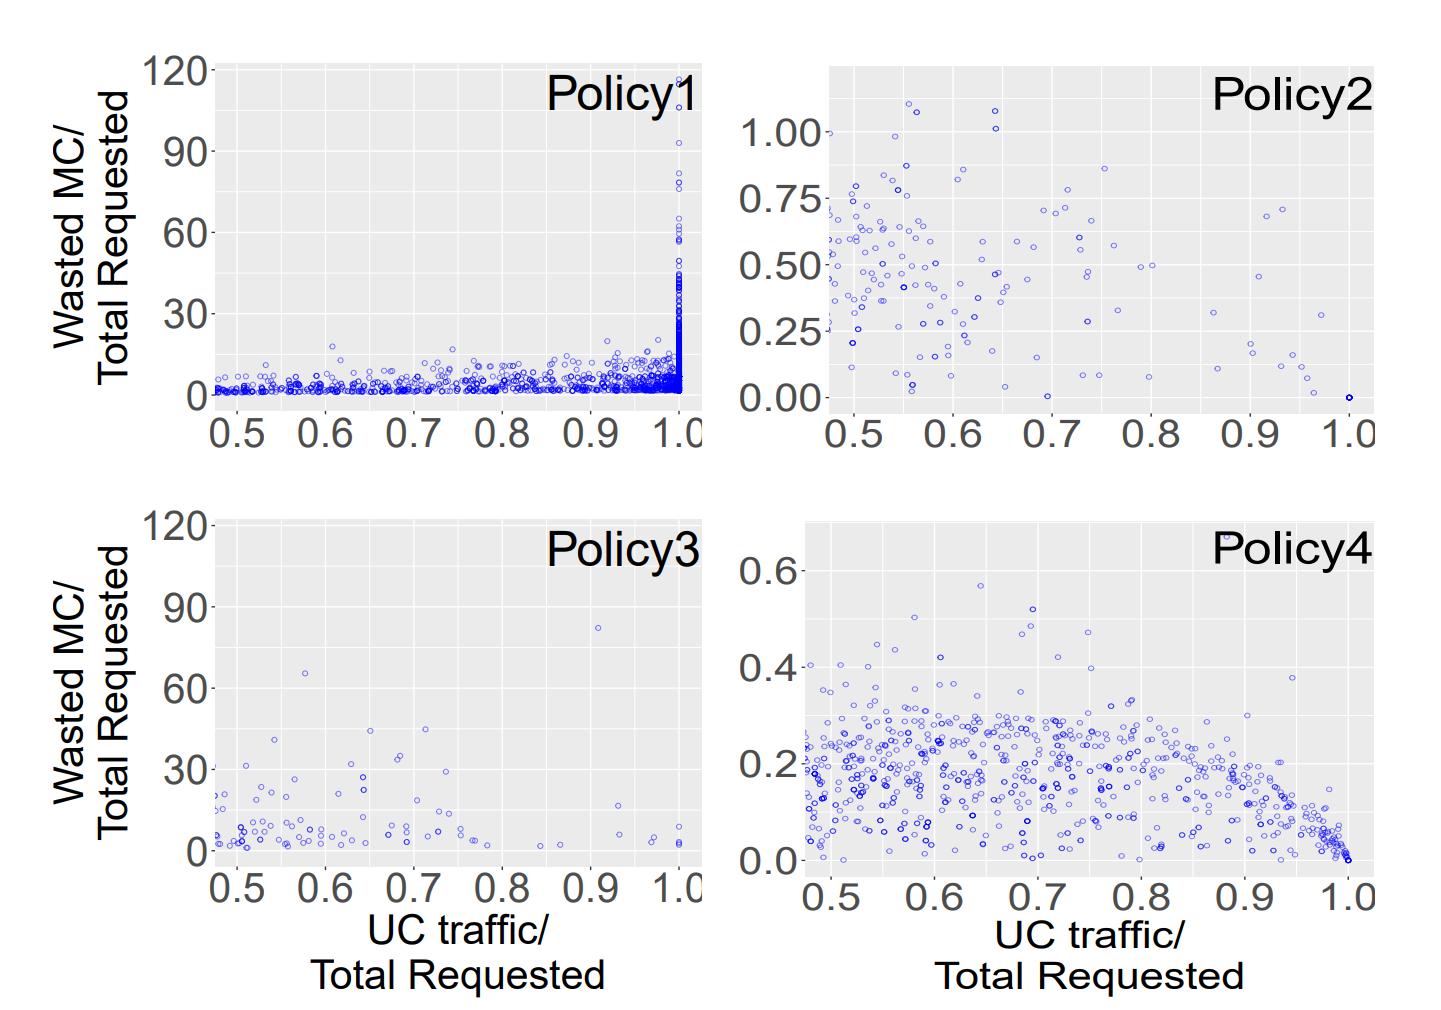 Policy1
Wasted MC/
Total Requested
120
90
60
30
0
0.5 0.6 0.7 0.8 0.9 1.0
Policy2
1.00
0.75
0.50
0.25
0.00
0.5 0.6 0.7 0.8 0.9 1.0
Policy3
Wasted MC/
Total Requested
120
90
60
30
0
0.5 0.6 0.7 0.8 0.9 1.0
UC traffic/
Total Requested
Policy4
0.6
0.4
0.2
0.0
0.5 0.6 0.7 0.8 0.9 1.0
UC traffic/
Total Requested